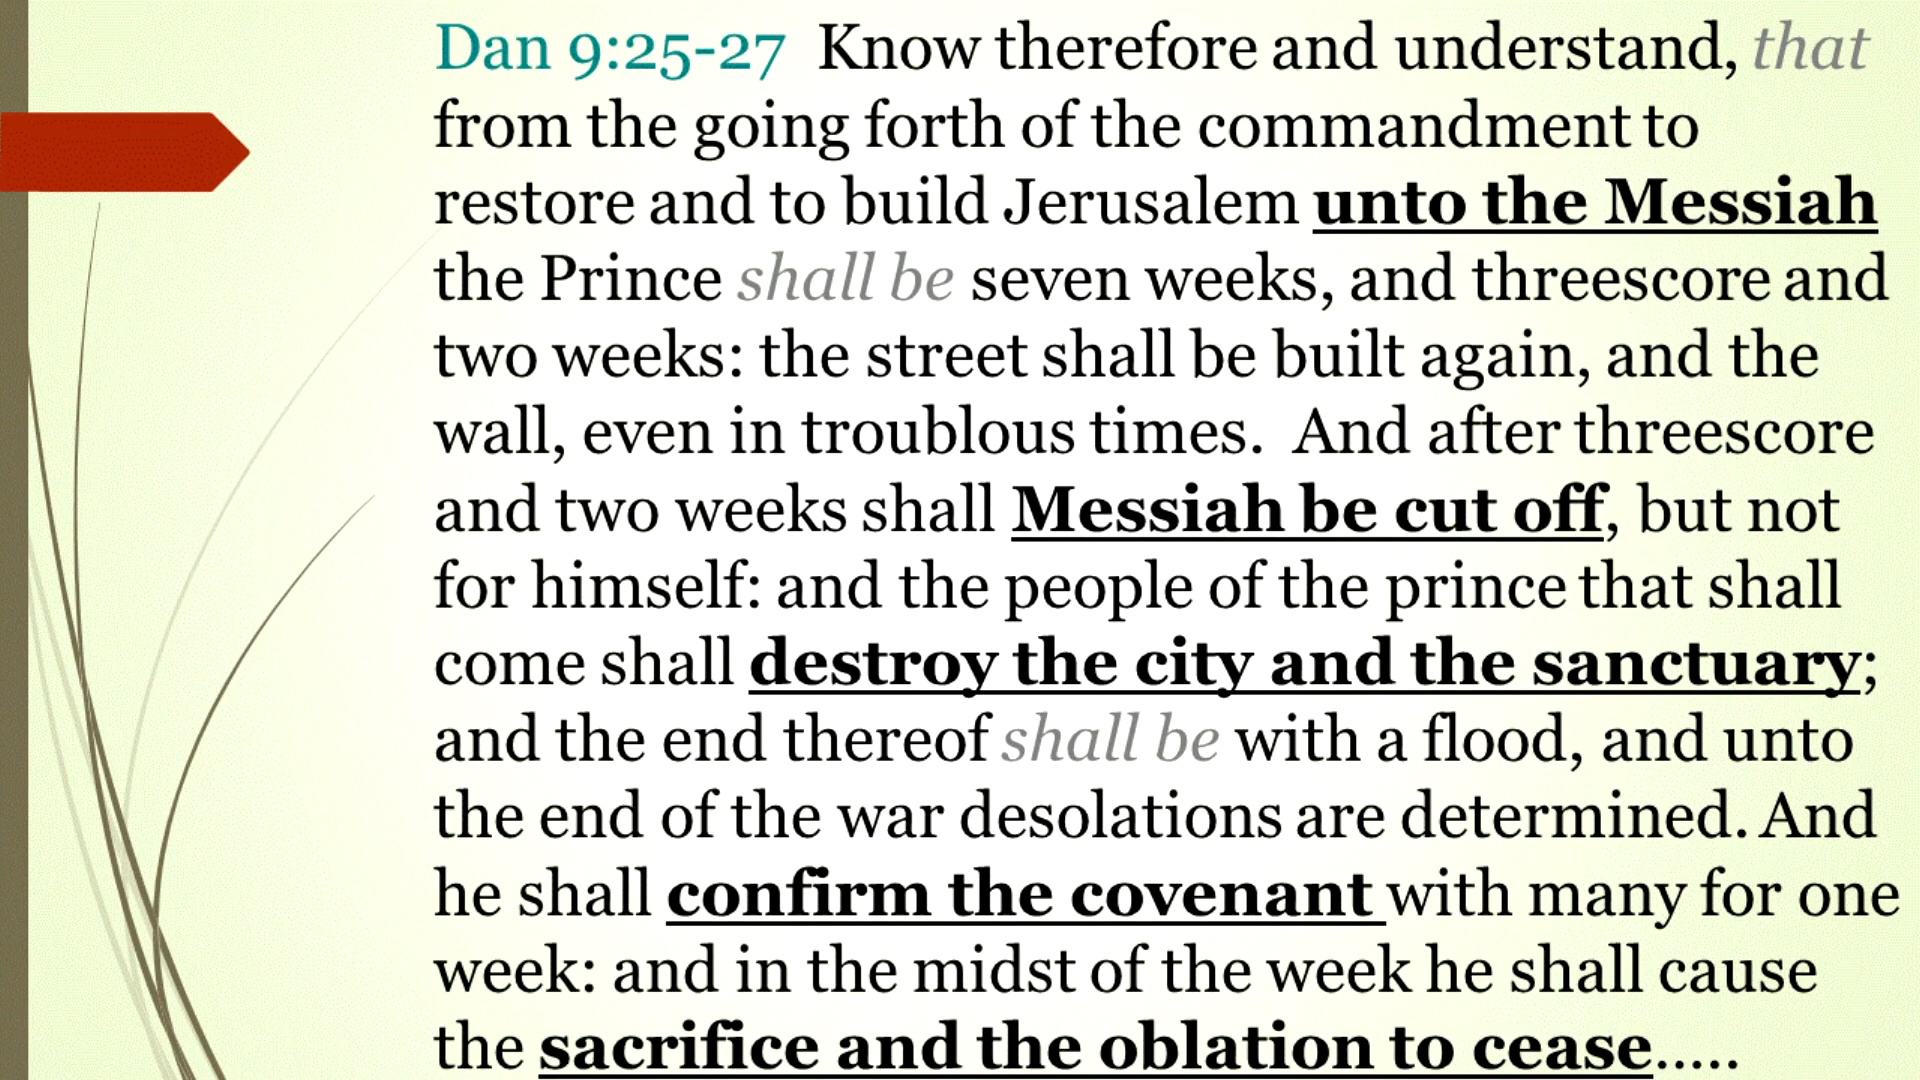 Dan 9:25-27 Know therefore and understand, that
from the going forth of the commandment to
restore and to build Jerusalem unto the Messiah
the Prince shall be seven weeks, and threescore and
two weeks: the street shall be built again, and the
wall, even in troublous times. And after threescore
and two weeks shall Messiah be cut off, but not
for himself: and the people of the prince that shall
come shall destroy the city and the sanctuary;
and the end thereof shall be with a flood, and unto
the end of the war desolations are determined. And
he shall confirm the covenant with many for one
week: and in the midst of the week he shall cause
the sacrifice and the oblation to cease.....